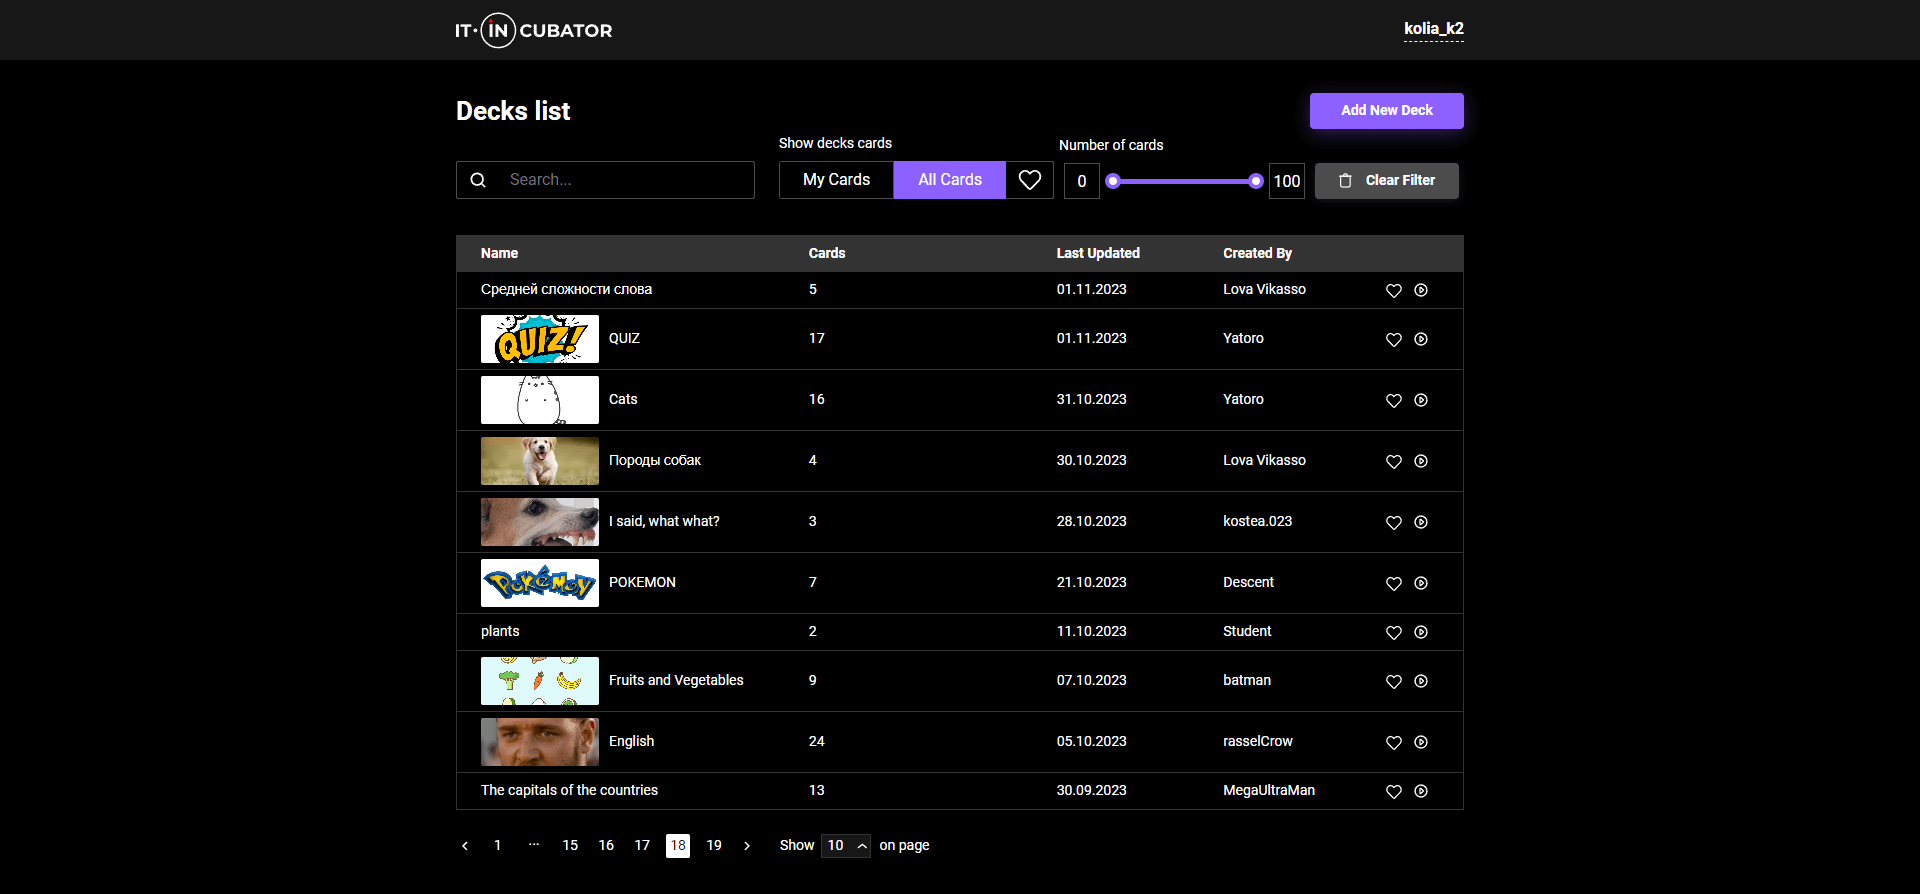 IT·IN CUBATOR
kolia_k2
Decks list
Add New Deck
Show decks cards
Number of cards
Search...
My Cards
All Cards
0
100
Clear Filter
Name Cards Last Updated Created By
Средней сложности слова 5 01.11.2023 Lova Vikasso
QUIZ! QUIZ 17 01.11.2023 Yatoro
Cats 16 31.10.2023 Yatoro
Породы собак 4 30.10.2023 Lova Vikasso
I said, what what? 3 28.10.2023 kostea.023
POKéMON POKEMON 7 21.10.2023 Descent
plants 2 11.10.2023 Student
Fruits and Vegetables 9 07.10.2023 batman
English 24 05.10.2023 rasselCrow
The capitals of the countries 13 30.09.2023 MegaUltraMan
1 ... 15 16 17 18 19 Show 10 on page